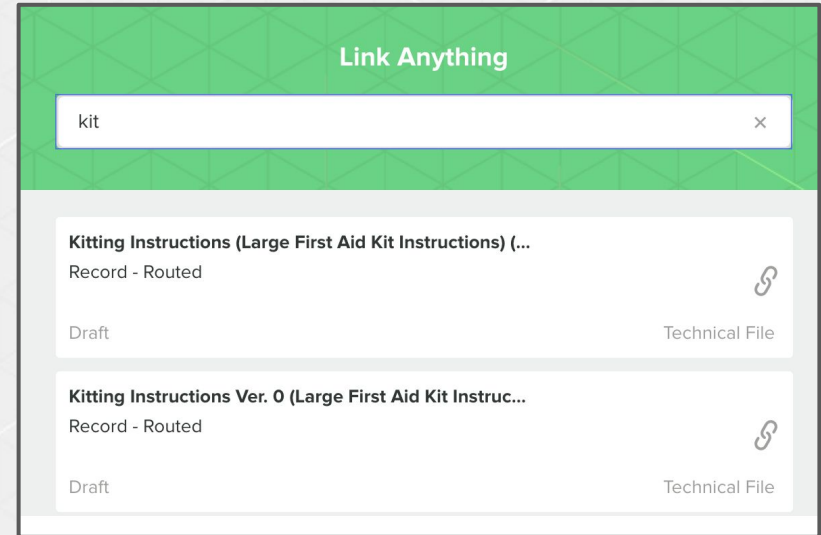 Link Anything
kit
Kitting Instructions (Large First Aid Kit Instructions) (...
Record - Routed
Draft
Technical File
Kitting Instructions Ver. 0 (Large First Aid Kit Instruc...
Record - Routed
Draft
Technical File